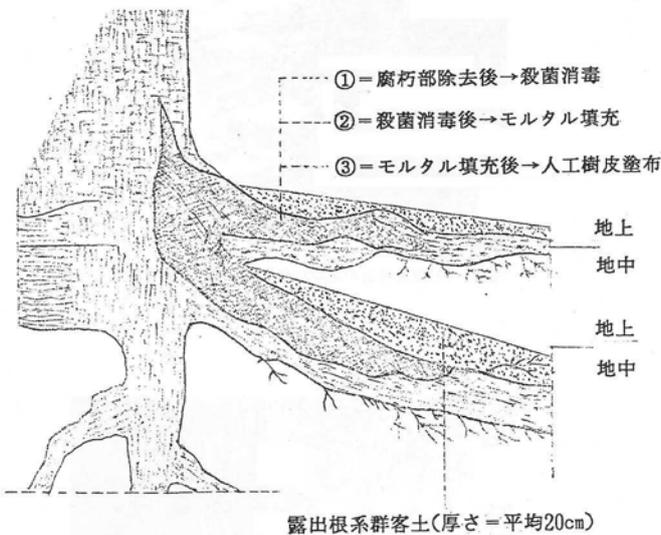 ①=腐朽部除去後→殺菌消毒
②=殺菌消毒後→モルタル填充
③=モルタル填充後→人工樹皮塗布
地上
地中
地上
地中
露出根系群客土(厚さ=平均20cm)